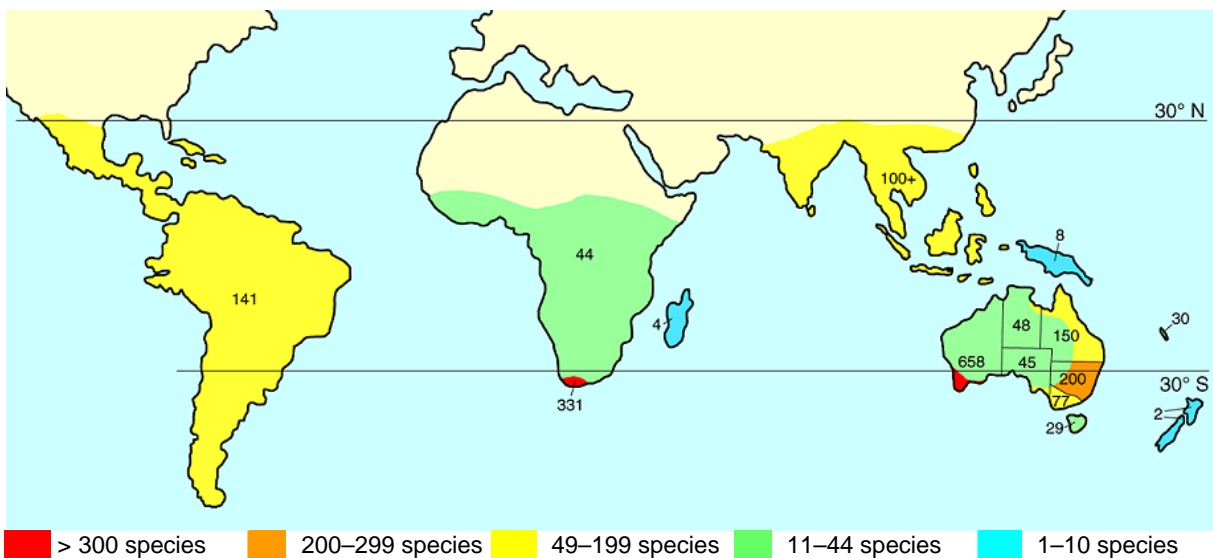 30° N
100+
8
44
141
4
48
30
150
658
45
200
30° S
331
77
2
29
> 300 species
200–299 species
49–199 species
11–44 species
1–10 species